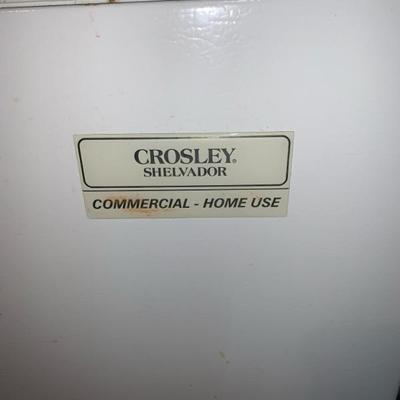 CROSLEY®
SHELVADOR
COMMERCIAL - HOME USE